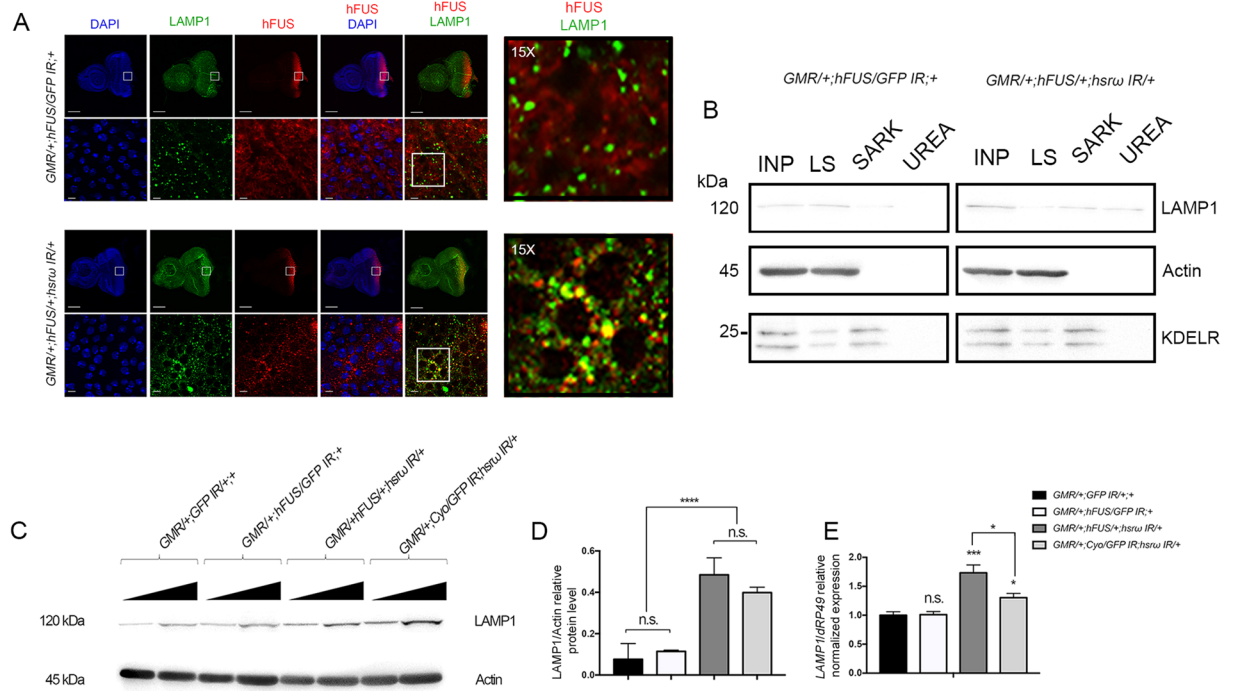 A
DAPI
LAMP1
hFUS
hFUS
DAPI
hFUS
LAMP1
hFUS
LAMP1
GMR/+;hFUS/GFP IR;+
15X
GMR/+;hFUS/+;hsrω IR/+
15X
B
GMR/+;hFUS/GFP IR;+
GMR/+;hFUS/+;hsrω IR/+
INP LS SARK UREA
INP LS SARK UREA
kDa
120
LAMP1
45
Actin
25
KDELR
C
GMR/+;GFP IR/+;+
GMR/+;hFUS/GFP IR;+
GMR/+hFUS/+;hsrω IR/+
GMR/+;Cyo/GFP IR;hsrω IR/+
120 kDa
LAMP1
45 kDa
Actin
D
LAMP1/Actin relative
protein level
0.6
0.4
0.2
0.0
n.s.
****
n.s.
GMR/+;GFP IR/+;+
GMR/+;hFUS/GFP IR;+
GMR/+;hFUS/+;hsrω IR/+
GMR/+;Cyo/GFP IR;hsrω IR/+
E
LAMP1/dRP49 relative
normalized expression
2.0
1.5
1.0
0.5
0.0
n.s.
***
*
*